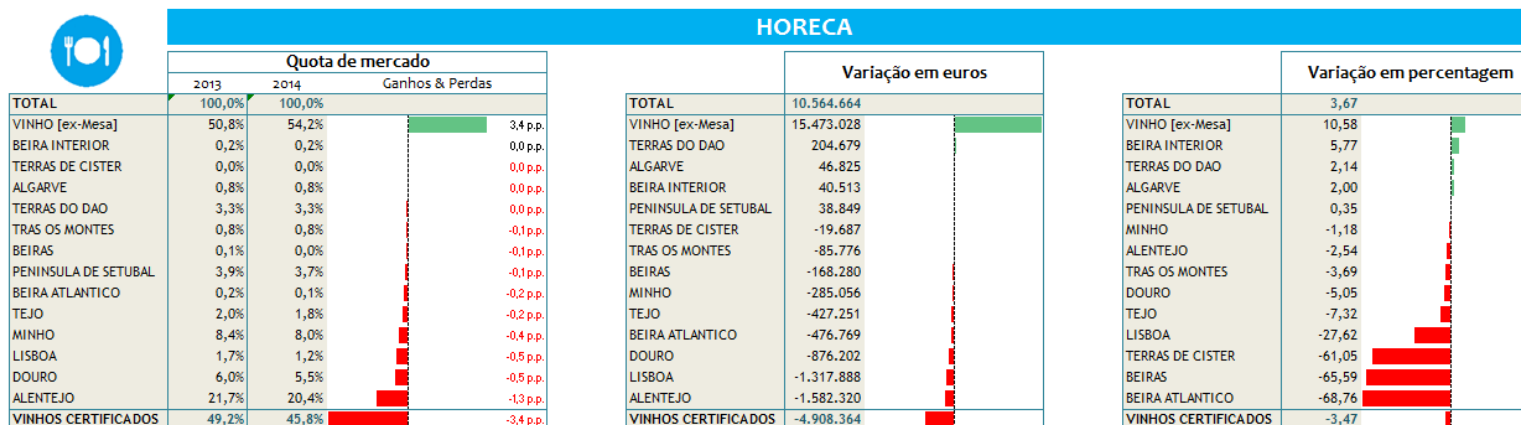 HORECA
Quota de mercado
2013 2014 Ganhos & Perdas
TOTAL 100,0% 100,0%
VINHO [ex-Mesa] 50,8% 54,2% 3,4 p.p.
BEIRA INTERIOR 0,2% 0,2% 0,0 p.p.
TERRAS DE CISTER 0,0% 0,0% 0,0 p.p.
ALGARVE 0,8% 0,8% 0,0 p.p.
TERRAS DO DAO 3,3% 3,3% 0,0 p.p.
TRAS OS MONTES 0,8% 0,8% -0,1 p.p.
BEIRAS 0,1% 0,0% -0,1 p.p.
PENINSULA DE SETUBAL 3,9% 3,7% -0,1 p.p.
BEIRA ATLANTICO 0,2% 0,1% -0,2 p.p.
TEJO 2,0% 1,8% -0,2 p.p.
MINHO 8,4% 8,0% -0,4 p.p.
LISBOA 1,7% 1,2% -0,5 p.p.
DOURO 6,0% 5,5% -0,5 p.p.
ALENTEJO 21,7% 20,4% -1,3 p.p.
VINHOS CERTIFICADOS 49,2% 45,8% -3,4 p.p.
Variação em euros
TOTAL 10.564.664
VINHO [ex-Mesa] 15.473.028
TERRAS DO DAO 204.679
ALGARVE 46.825
BEIRA INTERIOR 40.513
PENINSULA DE SETUBAL 38.849
TERRAS DE CISTER -19.687
TRAS OS MONTES -85.776
BEIRAS -168.280
MINHO -285.056
TEJO -427.251
BEIRA ATLANTICO -476.769
DOURO -876.202
LISBOA -1.317.888
ALENTEJO -1.582.320
VINHOS CERTIFICADOS -4.908.364
Variação em percentagem
TOTAL 3,67
VINHO [ex-Mesa] 10,58
BEIRA INTERIOR 5,77
TERRAS DO DAO 2,14
ALGARVE 2,00
PENINSULA DE SETUBAL 0,35
MINHO -1,18
ALENTEJO -2,54
TRAS OS MONTES -3,69
DOURO -5,05
TEJO -7,32
LISBOA -27,62
TERRAS DE CISTER -61,05
BEIRAS -65,59
BEIRA ATLANTICO -68,76
VINHOS CERTIFICADOS -3,47